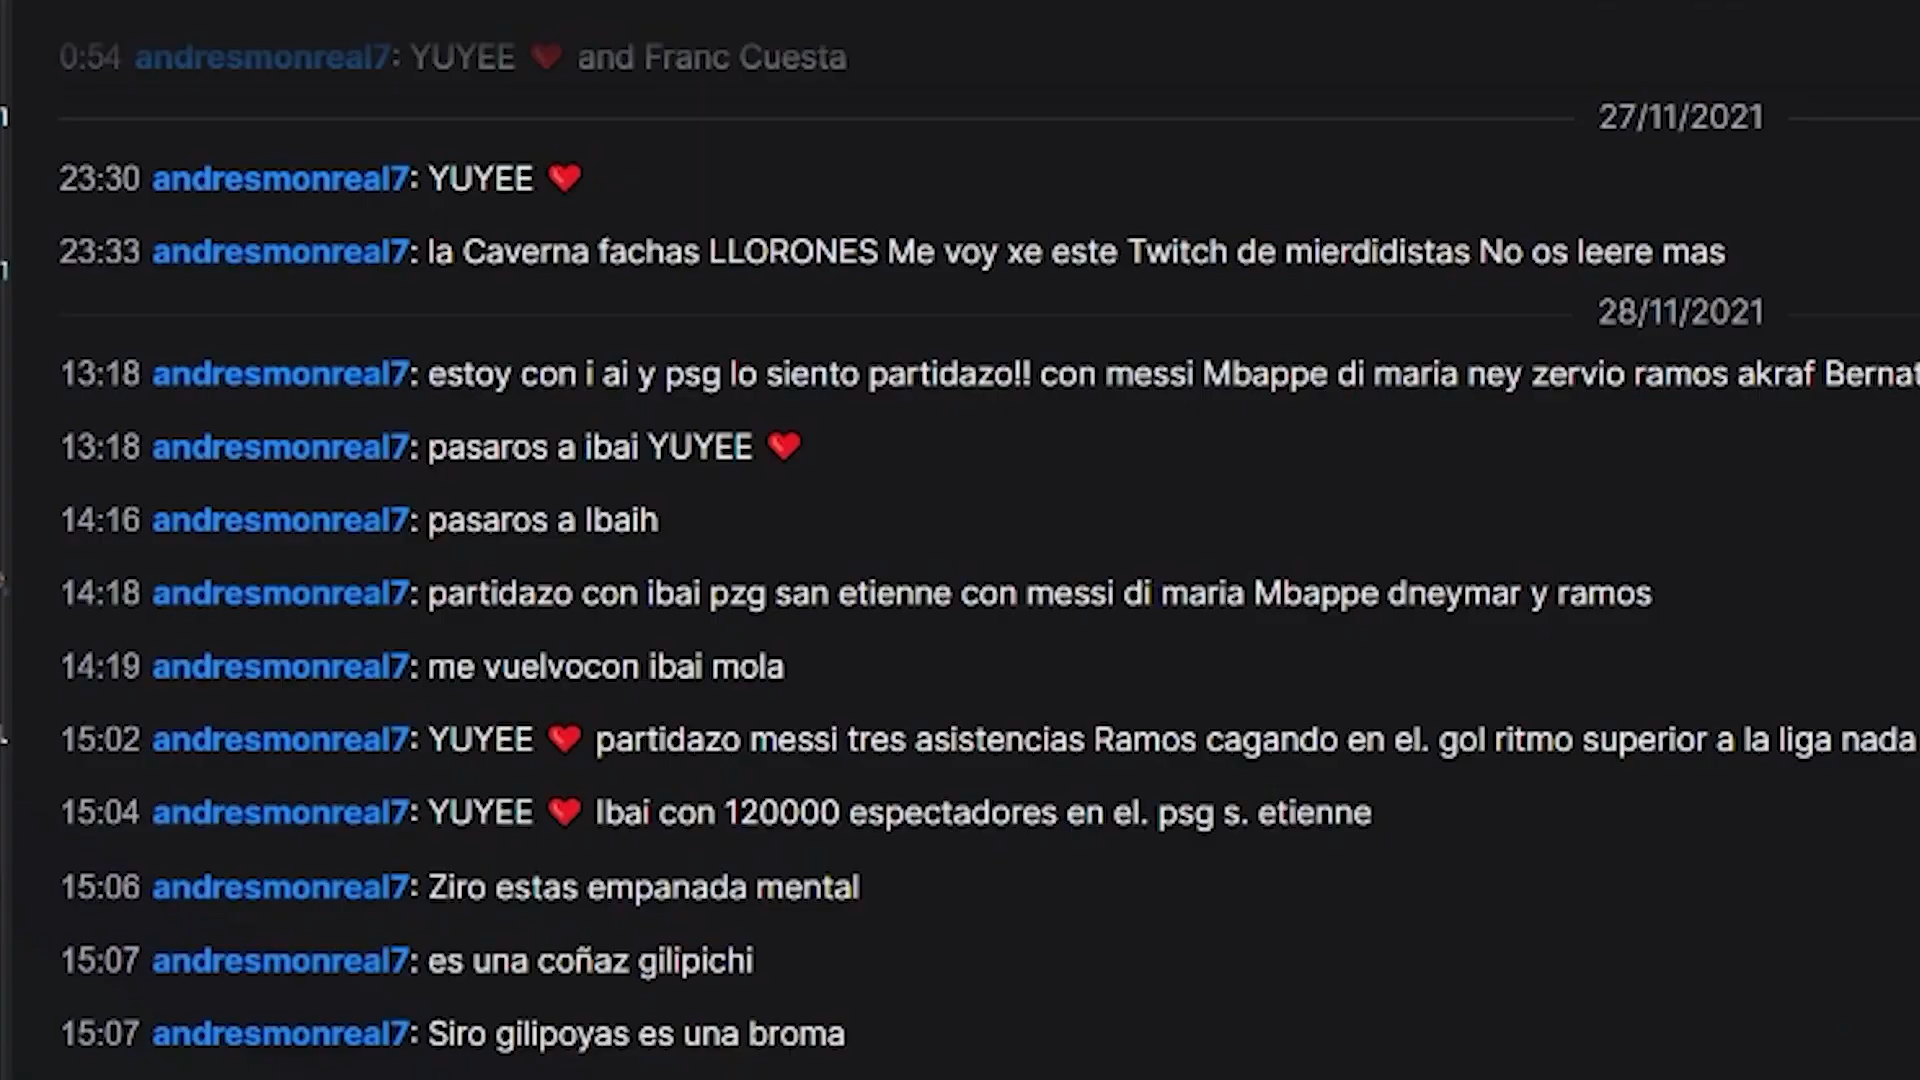 0:54 andresmonreal7: YUYEE ❤️ and Franc Cuesta
27/11/2021
23:30 andresmonreal7: YUYEE ❤️
23:33 andresmonreal7: la Caverna fachas LLORONES Me voy xe este Twitch de mierdidistas No os leere mas
28/11/2021
13:18 andresmonreal7: estoy con i ai y psg lo siento partidazo!! con messi Mbappe di maria ney zervio ramos akraf Bernat
13:18 andresmonreal7: pasaros a ibai YUYEE ❤️
14:16 andresmonreal7: pasaros a Ibaih
14:18 andresmonreal7: partidazo con ibai pzg san etienne con messi di maria Mbappe dneymar y ramos
14:19 andresmonreal7: me vuelvocon ibai mola
15:02 andresmonreal7: YUYEE ❤️ partidazo messi tres asistencias Ramos cagando en el. gol ritmo superior a la liga nada
15:04 andresmonreal7: YUYEE ❤️ Ibai con 120000 espectadores en el. psg s. etienne
15:06 andresmonreal7: Ziro estas empanada mental
15:07 andresmonreal7: es una coñaz gilipichi
15:07 andresmonreal7: Siro gilipoyas es una broma